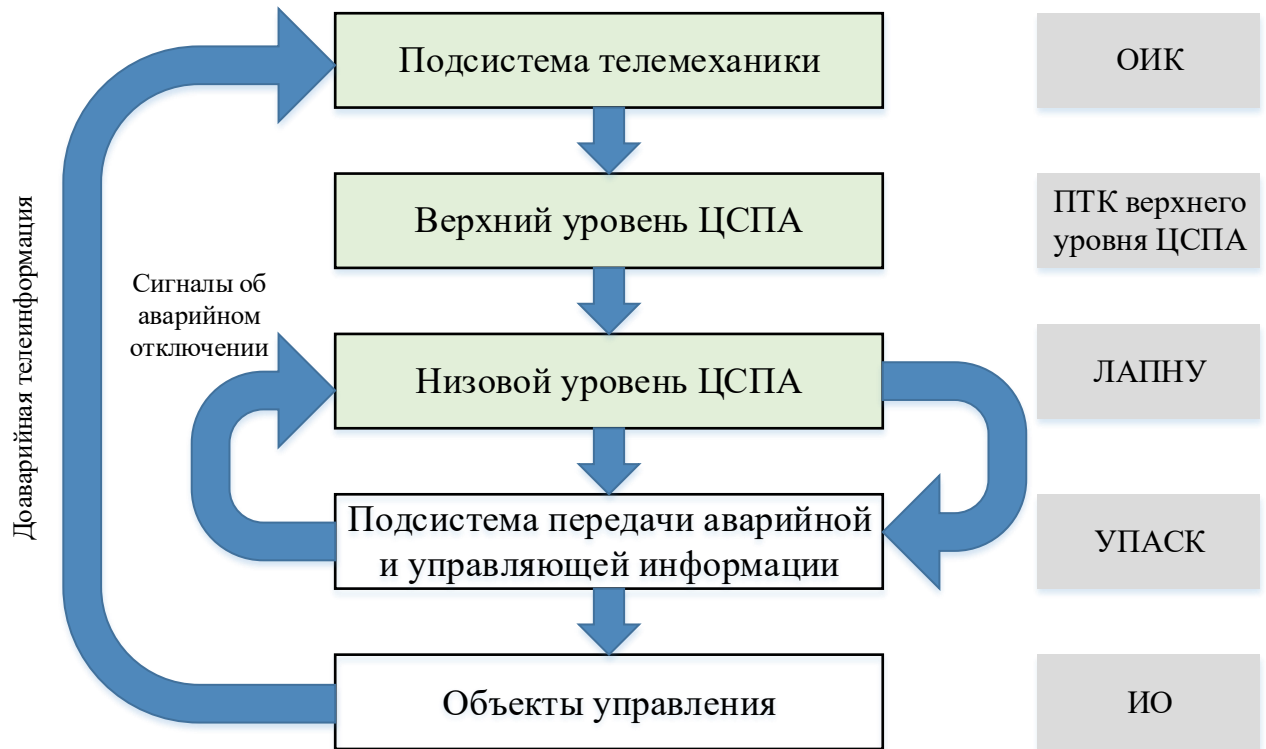 Подсистема телемеханики
ОИК
Верхний уровень ЦСПА
ПТК верхнего
уровня ЦСПА
Доаварийная телеинформация
Сигналы об
аварийном
отключении
Низовой уровень ЦСПА
ЛАПНУ
Подсистема передачи аварийной
и управляющей информации
УПАСК
Объекты управления
ИО